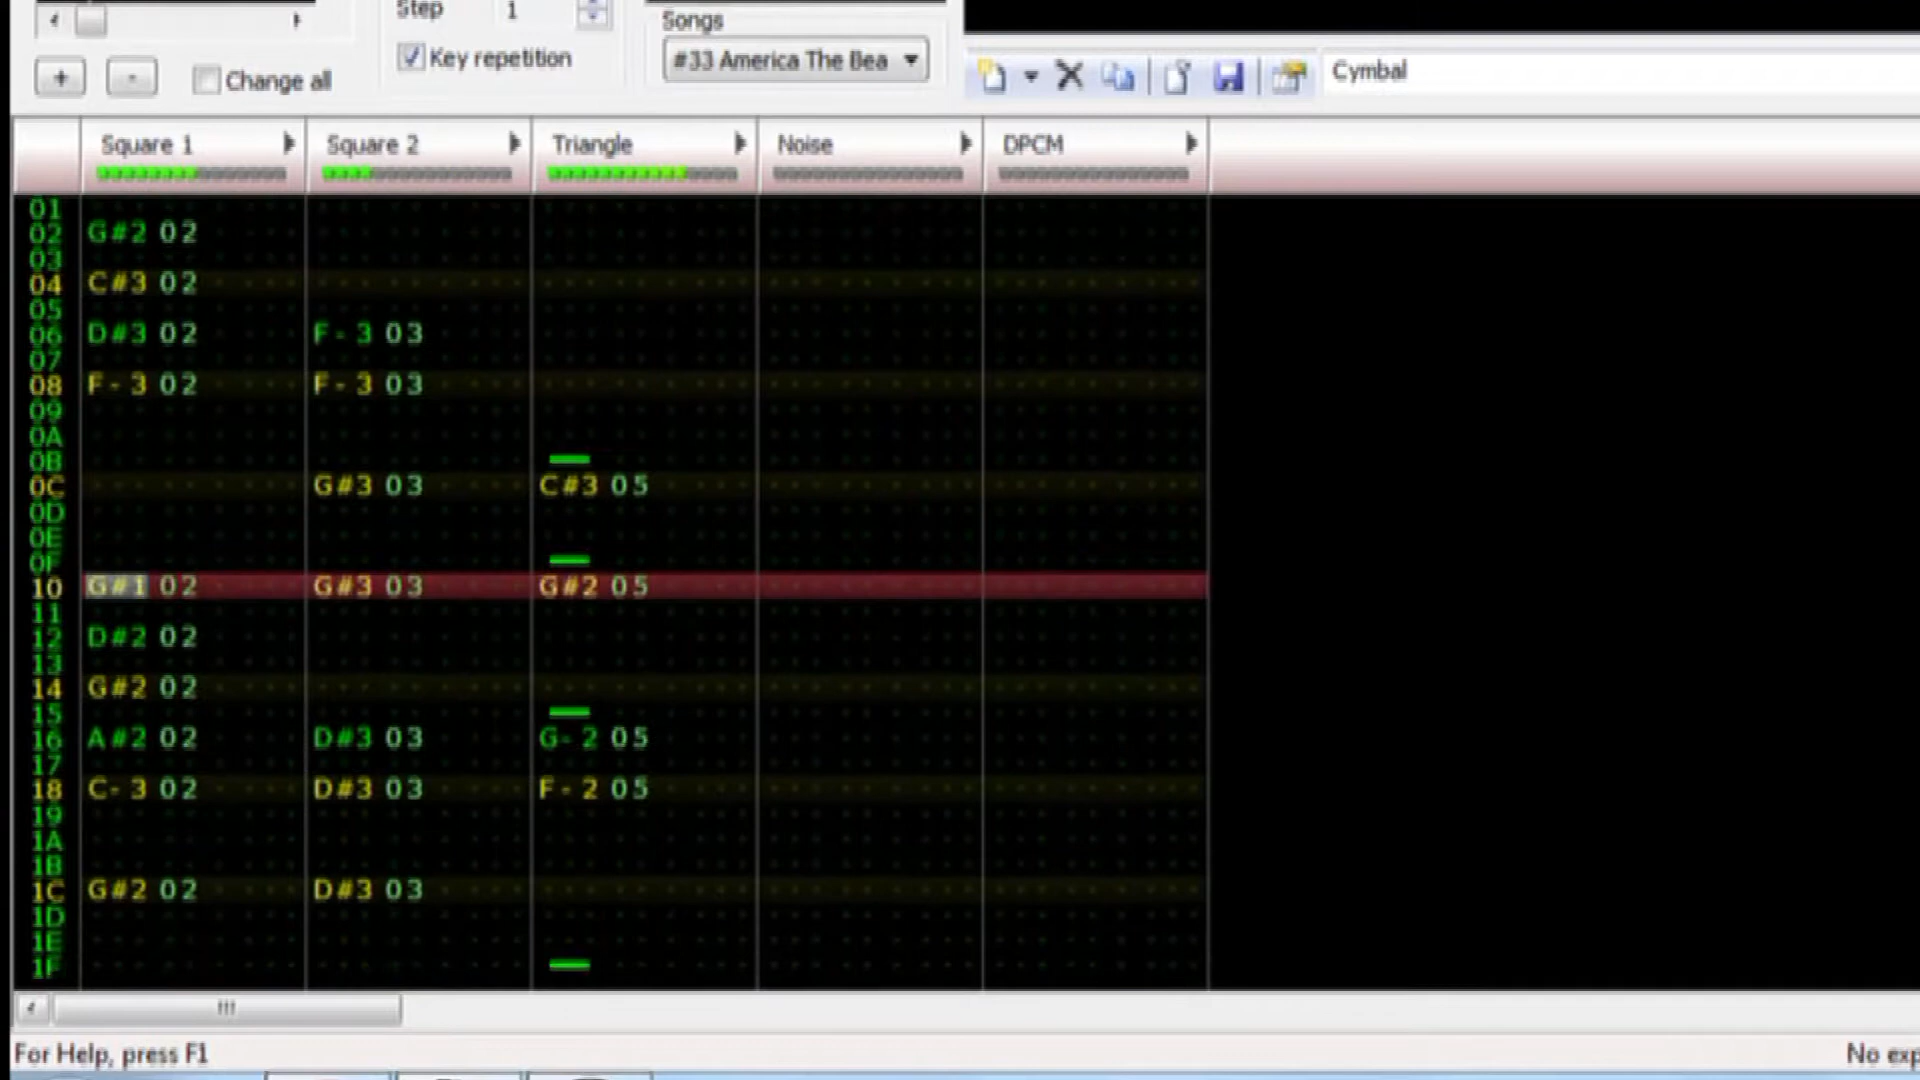 Step 1
Songs
Key repetition
#33 America The Bea
+ - Change all
Cymbal
Square 1 Square 2 Triangle Noise DPCM
01
02 G#2 02
03
04 C#3 02
05
06 D#3 02 F-3 03
07
08 F-3 02 F-3 03
09
0A
0B
0C G#3 03 C#3 05
0D
0E
0F
10 G#1 02 G#3 03 G#2 05
11
12 D#2 02
13
14 G#2 02
15
16 A#2 02 D#3 03 G-2 05
17
18 C-3 02 D#3 03 F-2 05
19
1A
1B
1C G#2 02 D#3 03
1D
1E
1F
For Help, press F1
No exp